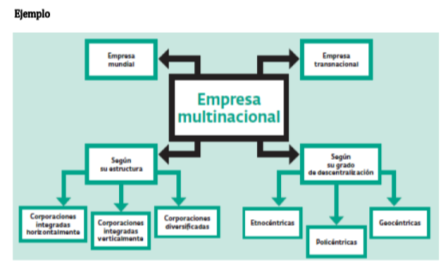 Ejemplo
Empresa
mundial
Empresa
transnacional
Empresa
multinacional
Según
su estructura
Según
su grado
de descentralización
Corporaciones
integradas
horizontalmente
Corporaciones
integradas
verticalmente
Corporaciones
diversificadas
Etnocéntricas
Policéntricas
Geocéntricas